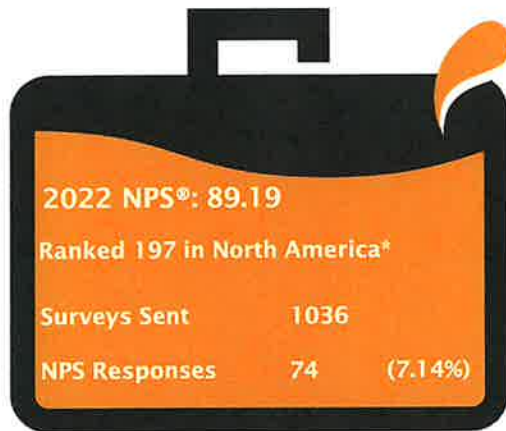 2022 NPS®: 89.19
Ranked 197 in North America*
Surveys Sent 1036
NPS Responses 74 (7.14%)